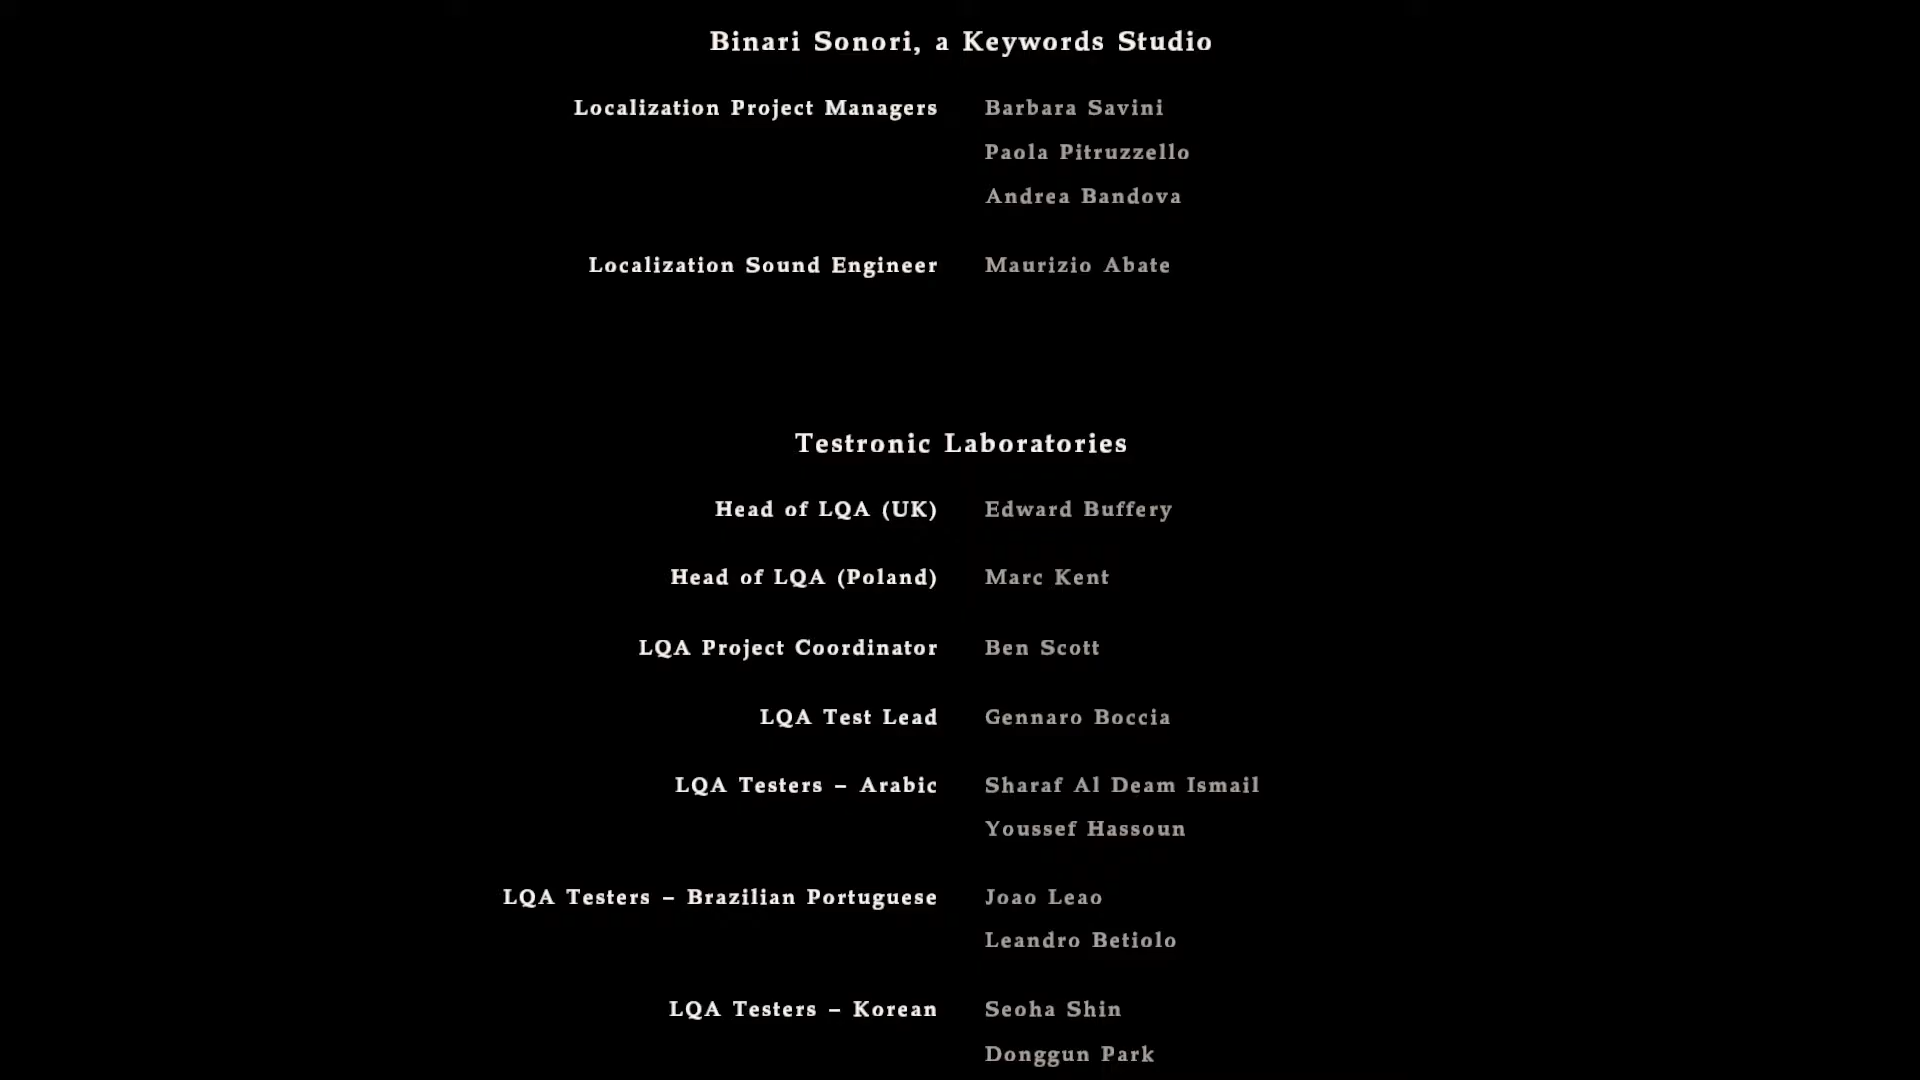 Binari Sonori, a Keywords Studio
Localization Project Managers Barbara Savini
Paola Pitruzzello
Andrea Bandova
Localization Sound Engineer Maurizio Abate
Testronic Laboratories
Head of LQA (UK) Edward Buffery
Head of LQA (Poland) Marc Kent
LQA Project Coordinator Ben Scott
LQA Test Lead Gennaro Boccia
LQA Testers – Arabic Sharaf Al Deam Ismail
Youssef Hassoun
LQA Testers – Brazilian Portuguese Joao Leao
Leandro Betiolo
LQA Testers – Korean Seoha Shin
Donggun Park